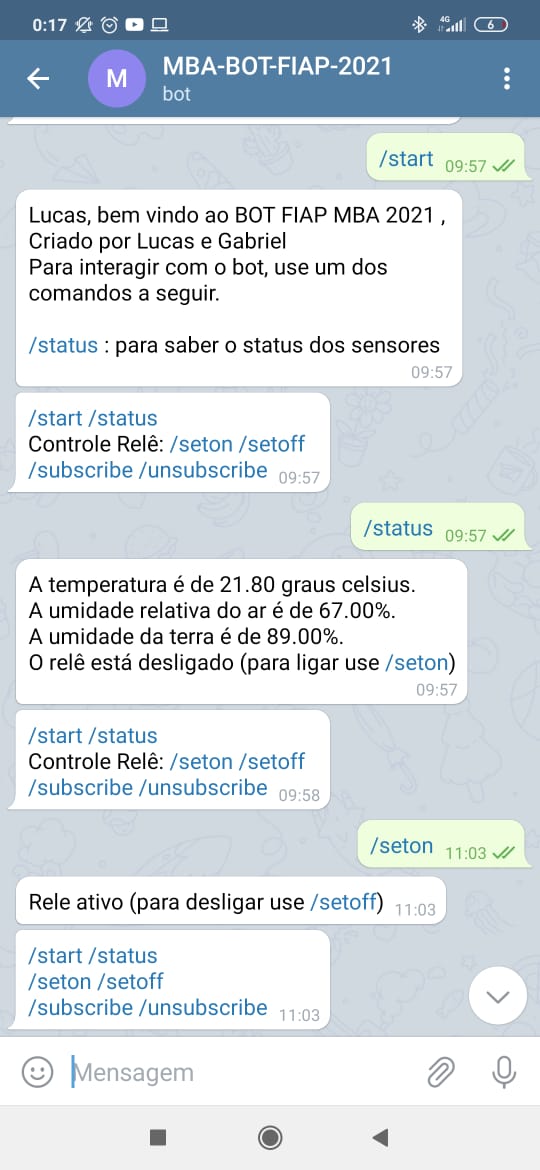 0:17
4G
6
M
MBA-BOT-FIAP-2021
bot
/start 09:57
Lucas, bem vindo ao BOT FIAP MBA 2021 ,
Criado por Lucas e Gabriel
Para interagir com o bot, use um dos
comandos a seguir.
/status : para saber o status dos sensores
09:57
/start /status
Controle Relê: /seton /setoff
/subscribe /unsubscribe 09:57
/status 09:57
A temperatura é de 21.80 graus celsius.
A umidade relativa do ar é de 67.00%.
A umidade da terra é de 89.00%.
O relê está desligado (para ligar use /seton)
09:57
/start /status
Controle Relê: /seton /setoff
/subscribe /unsubscribe 09:58
/seton 11:03
Rele ativo (para desligar use /setoff) 11:03
/start /status
/seton /setoff
/subscribe /unsubscribe 11:03
Mensagem